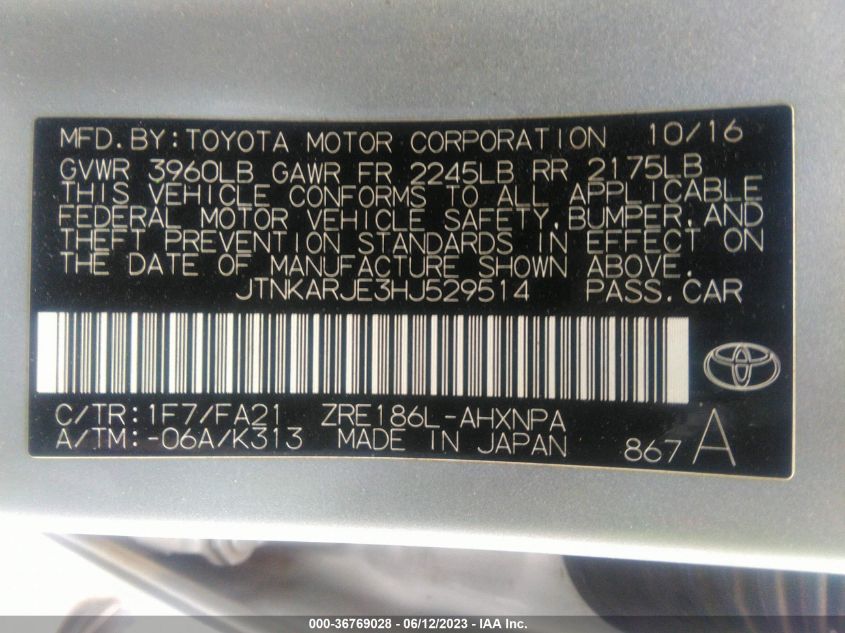 MFD.BY:TOYOTA MOTOR CORPORATION 10/16
GVWR 3960LB GAWR FR 2245LB RR 2175LB
THIS VEHICLE CONFORMS TO ALL APPLICABLE
FEDERAL MOTOR VEHICLE SAFETY,BUMPER,AND
THEFT PREVENTION STANDARDS IN EFFECT ON
THE DATE OF MANUFACTURE SHOWN ABOVE.
JTNKARJE3HJ529514 PASS.CAR
C/TR:1F7/FA21 ZRE186L-AHXNPA
A/TM:-06A/K313 MADE IN JAPAN 867 A
000-36769028 - 06/12/2023 - IAA Inc.